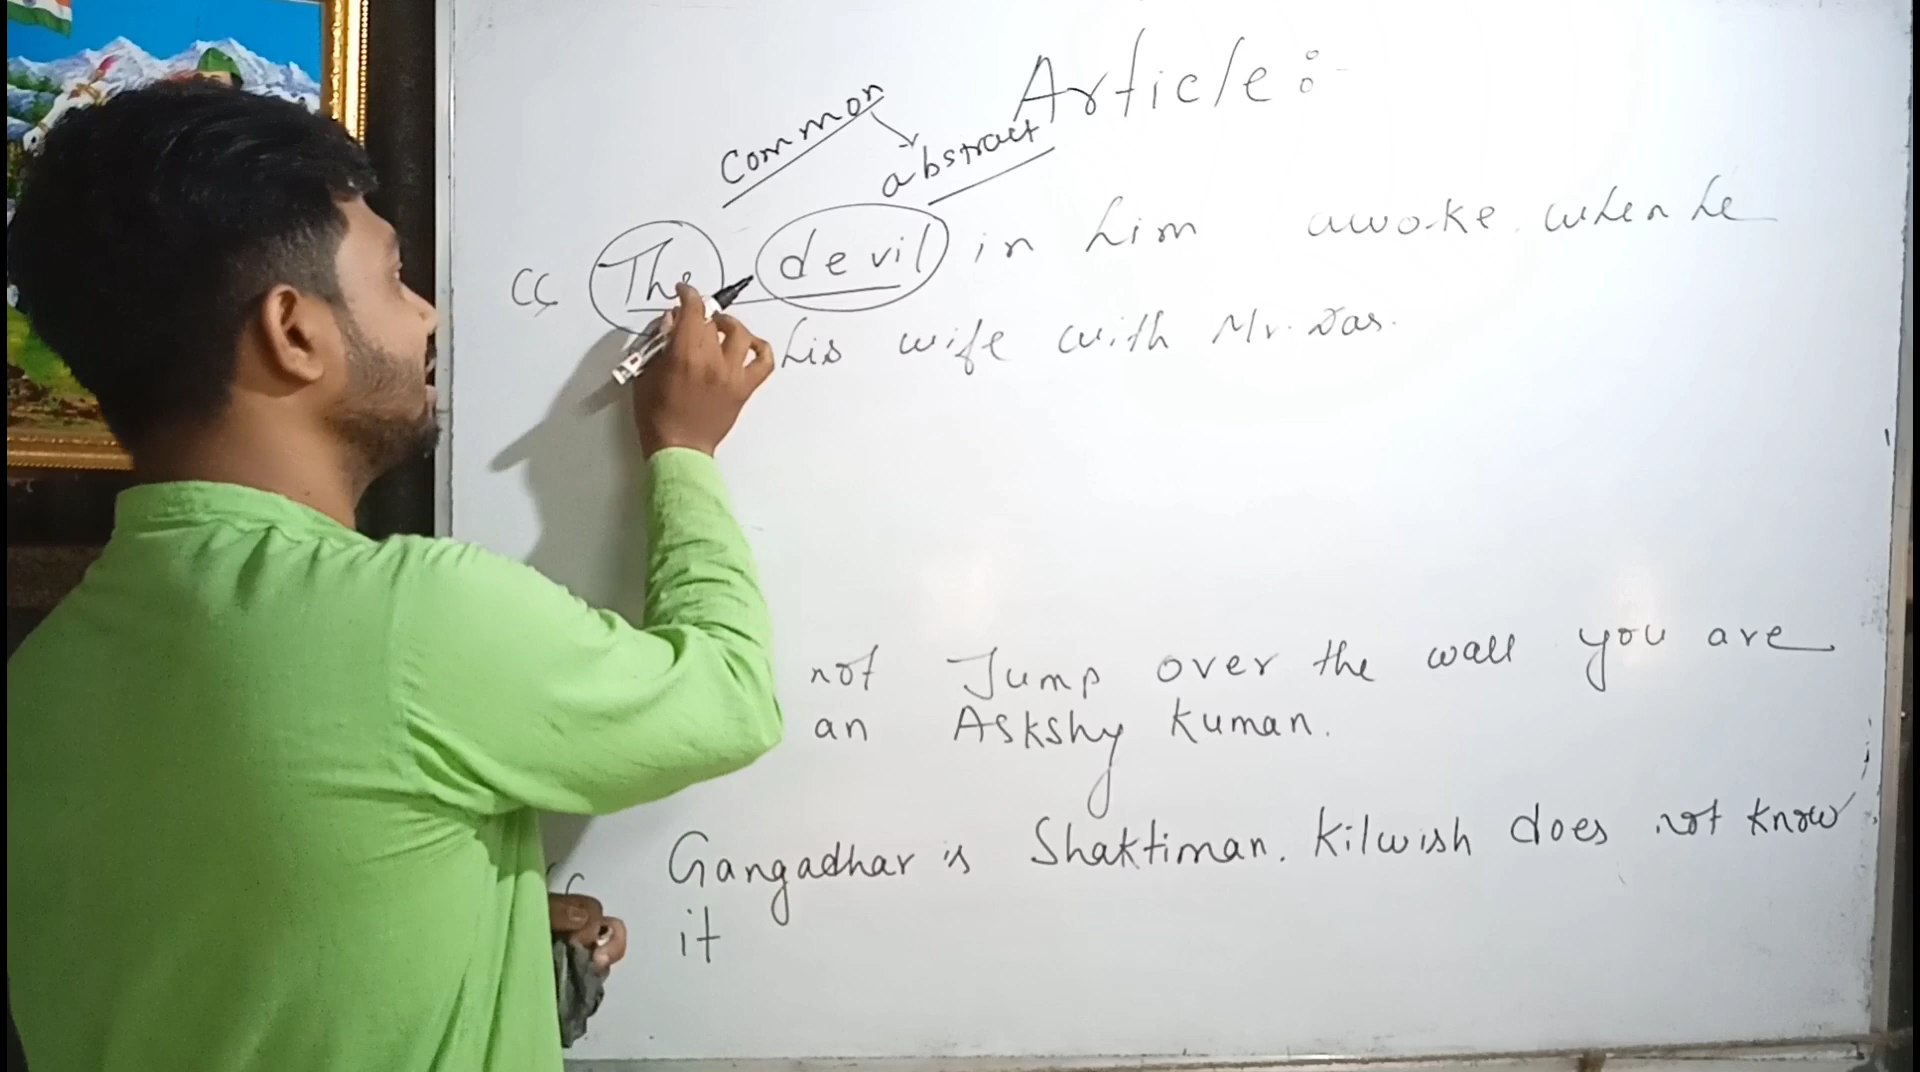 Article:
Common
abstract
The devil in him awoke when he
his wife with Mr. Das.
not Jump over the wall you are
an Askshy Kuman.
Gangadhar is Shaktiman. Kilwish does not know
it